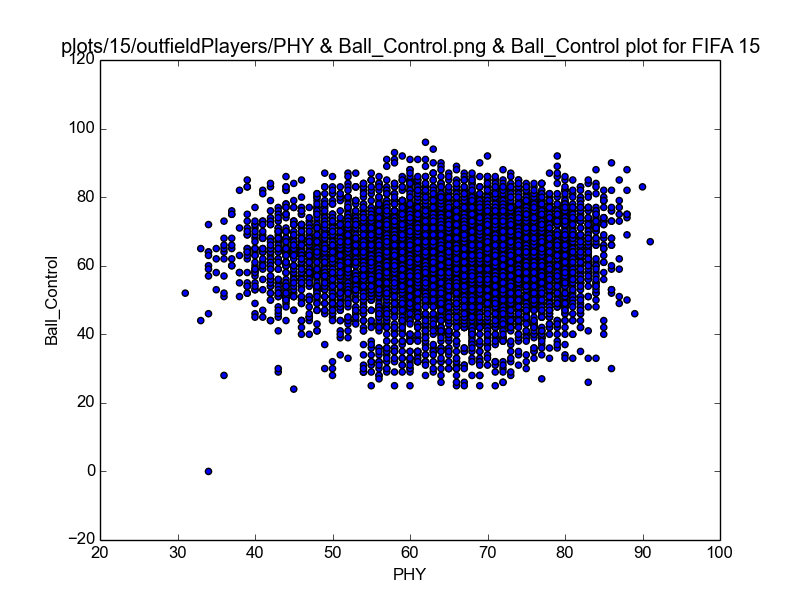 plots/15/outfieldPlayers/PHY & Ball_Control.png & Ball_Control plot for FIFA 15
120
100
80
60
40
20
0
−20
20 30 40 50 60 70 80 90 100
Ball_Control
PHY